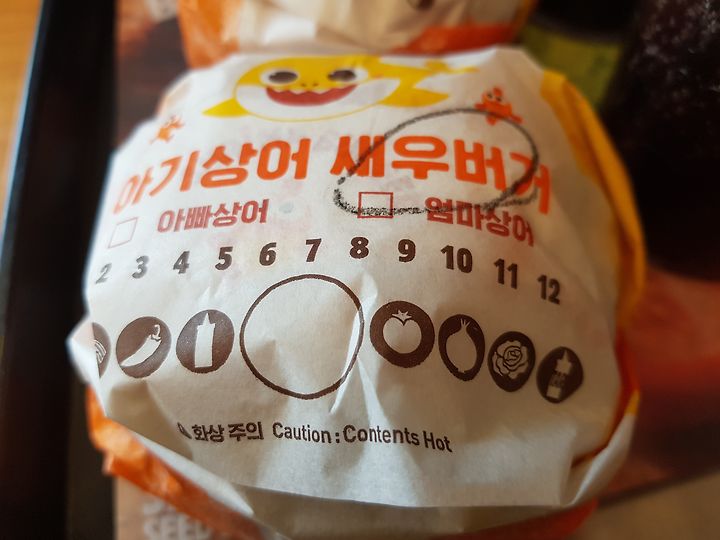 아기상어 새우버거
아빠상어 엄마상어
2 3 4 5 6 7 8 9 10 11 12
화상 주의 Caution : Contents Hot